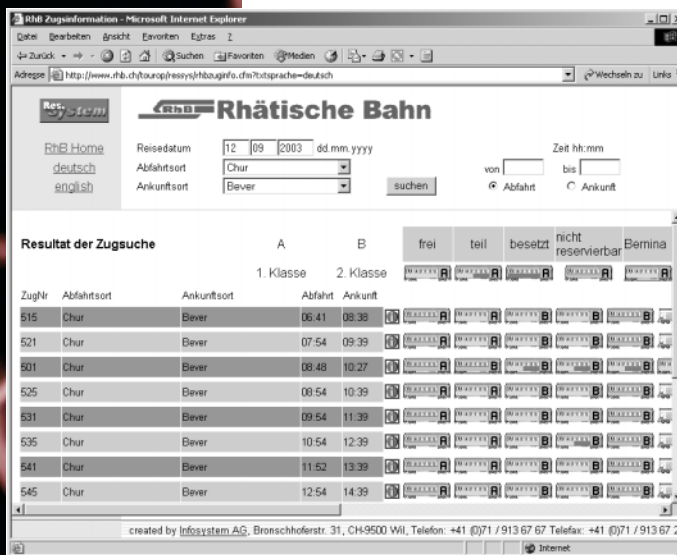 RhB Zugsinformation - Microsoft Internet Explorer
Datei Bearbeiten Ansicht Favoriten Extras ?
Zurück Suchen Favoriten Medien
Adresse http://www.rhb.ch/tourop/ressys/rhbzuginfo.cfm?txtsprache=deutsch Wechseln zu Links
Res. System RhB Rhätische Bahn
RhB Home
deutsch
english
Reisedatum 12 09 2003 dd.mm.yyyy Zeit hh:mm
Abfahrtsort Chur von bis
Ankunftsort Bever suchen Abfahrt Ankunft
Resultat der Zugsuche A B frei teil besetzt nicht reservierbar Bernina
1. Klasse 2. Klasse A A A A A
ZugNr Abfahrtsort Ankunftsort Abfahrt Ankunft
515 Chur Bever 06:41 08:38 A A B B B
521 Chur Bever 07:54 09:39 A A B B B
501 Chur Bever 08:48 10:27 A A B B B
525 Chur Bever 08:54 10:39 A A B B B
531 Chur Bever 09:54 11:39 A A B B B
535 Chur Bever 10:54 12:39 A A B B B
541 Chur Bever 11:52 13:39 A A B B B
545 Chur Bever 12:54 14:39 A A B B B
created by Infosystem AG, Bronschhoferstr. 31, CH-9500 Wil, Telefon: +41 (0)71 / 913 67 67 Telefax: +41 (0)71 / 913 67
Internet